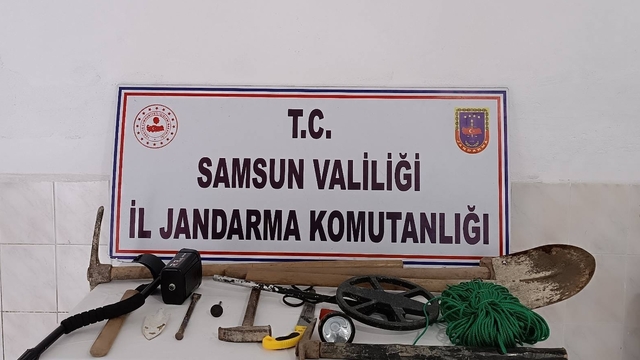 T.C.
SAMSUN VALİLİĞİ
İL JANDARMA KOMUTANLIĞI